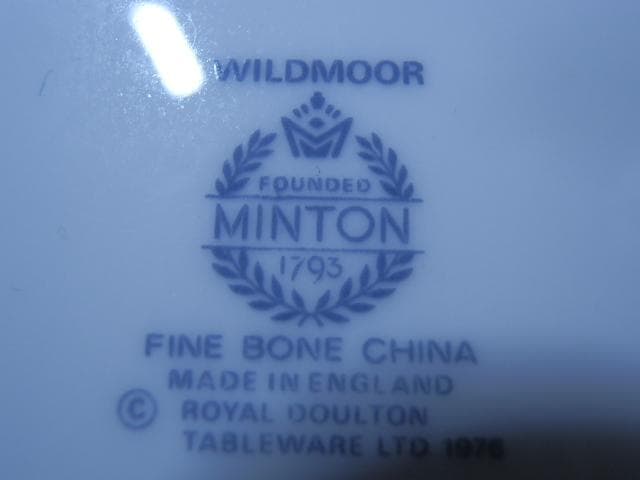 WILDMOOR
M
FOUNDED
MINTON
1793
FINE BONE CHINA
MADE IN ENGLAND
© ROYAL DOULTON
TABLEWARE LTD 1976